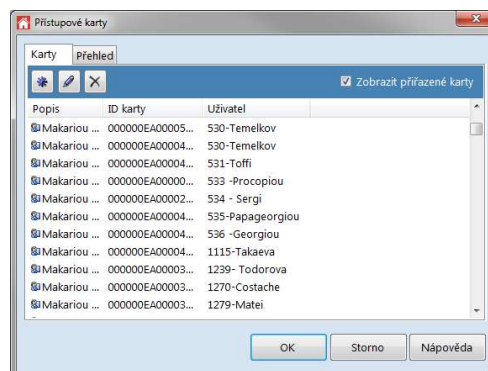 Přístupové karty
Karty Přehled
Zobrazit přiřazené karty
Popis ID karty Uživatel
Makariou ... 000000EA00005... 530-Temelkov
Makariou ... 000000EA00004... 530-Temelkov
Makariou ... 000000EA00004... 531-Toffi
Makariou ... 000000EA00000... 533 -Procopiou
Makariou ... 000000EA00002... 534 - Sergi
Makariou ... 000000EA00004... 535-Papageorgiou
Makariou ... 000000EA00004... 536 -Georgiou
Makariou ... 000000EA00004... 1115-Takaeva
Makariou ... 000000EA00003... 1239- Todorova
Makariou ... 000000EA00003... 1270-Costache
Makariou ... 000000EA00003... 1279-Matei
OK Storno Nápověda